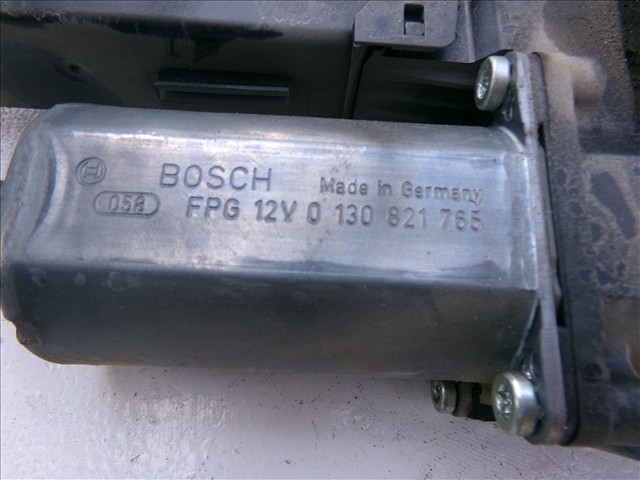 BOSCH Made in Germany
058 FPG 12V 0 130 821 765